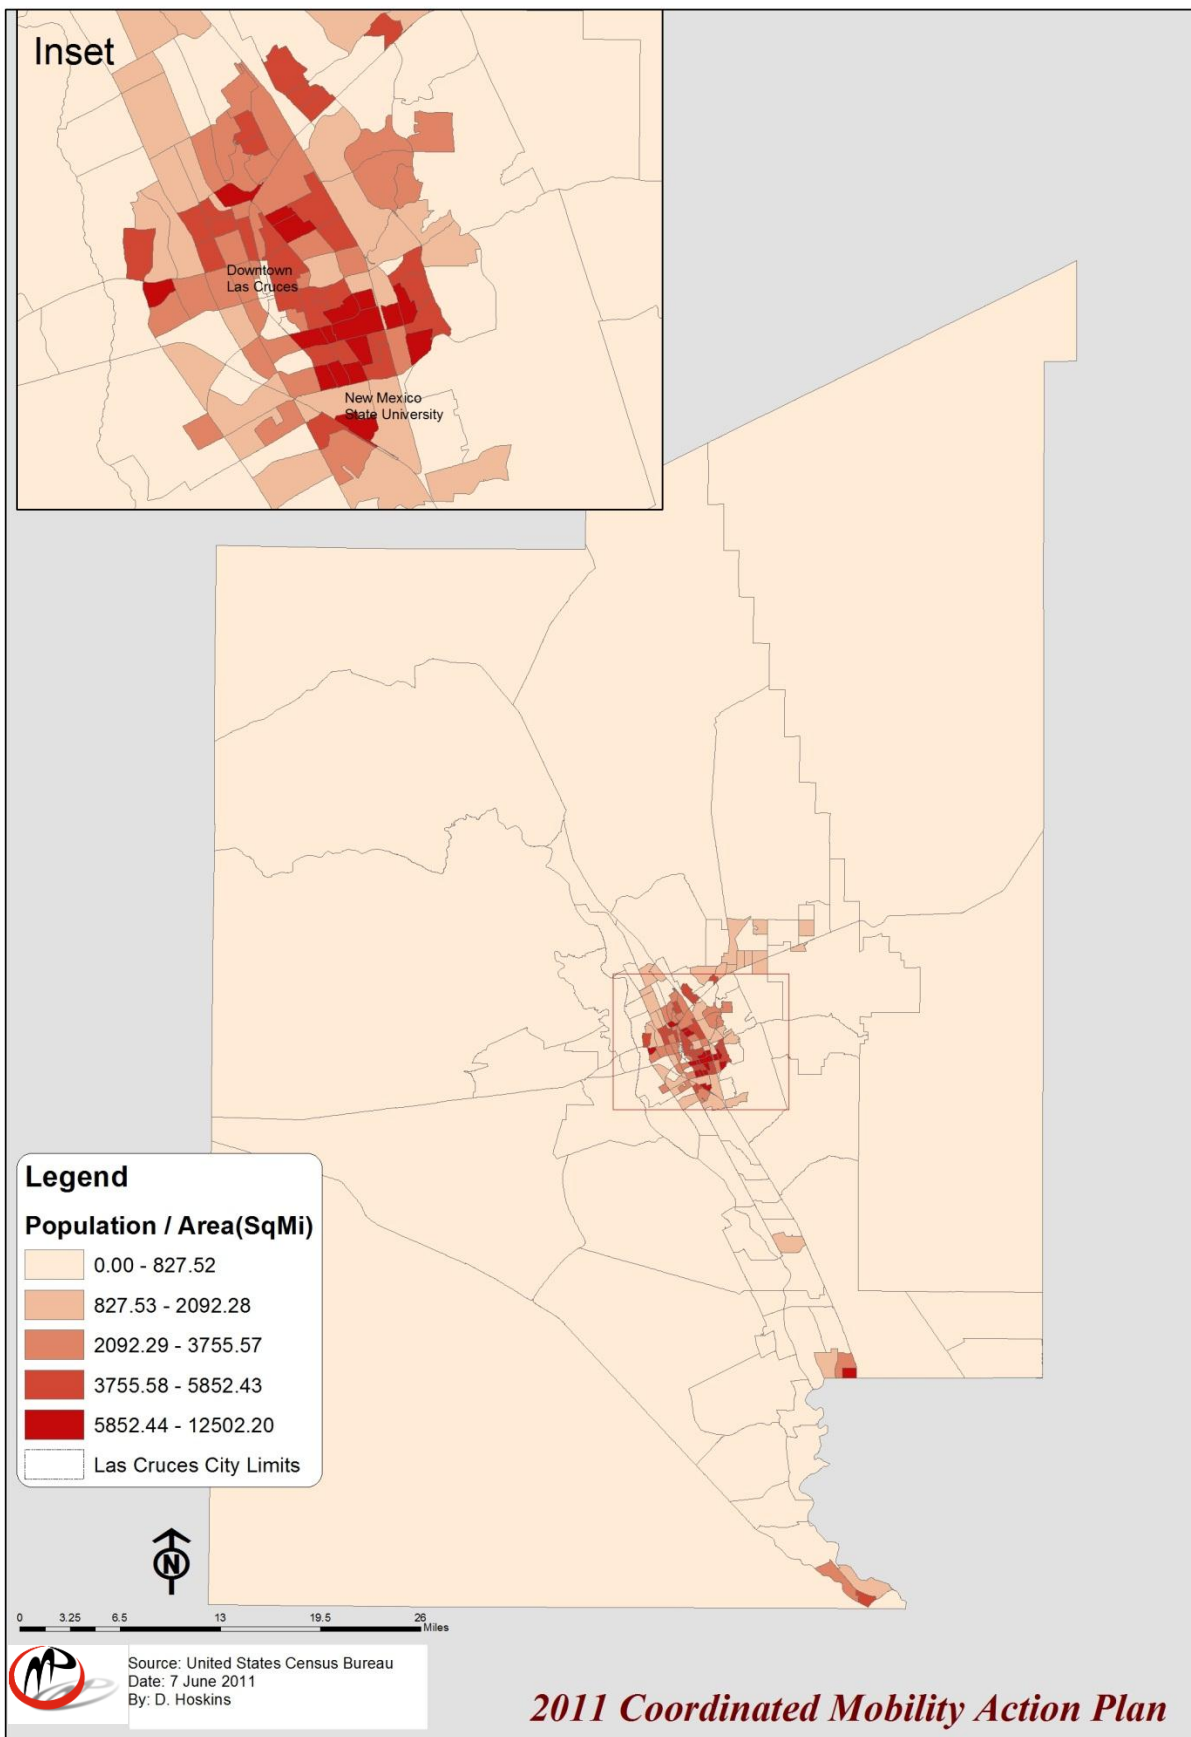 Inset
Downtown
Las Cruces
New Mexico
State University
Legend
Population / Area(SqMi)
0.00 - 827.52
827.53 - 2092.28
2092.29 - 3755.57
3755.58 - 5852.43
5852.44 - 12502.20
Las Cruces City Limits
N
0 3.25 6.5 13 19.5 26
Miles
Source: United States Census Bureau
Date: 7 June 2011
By: D. Hoskins
2011 Coordinated Mobility Action Plan